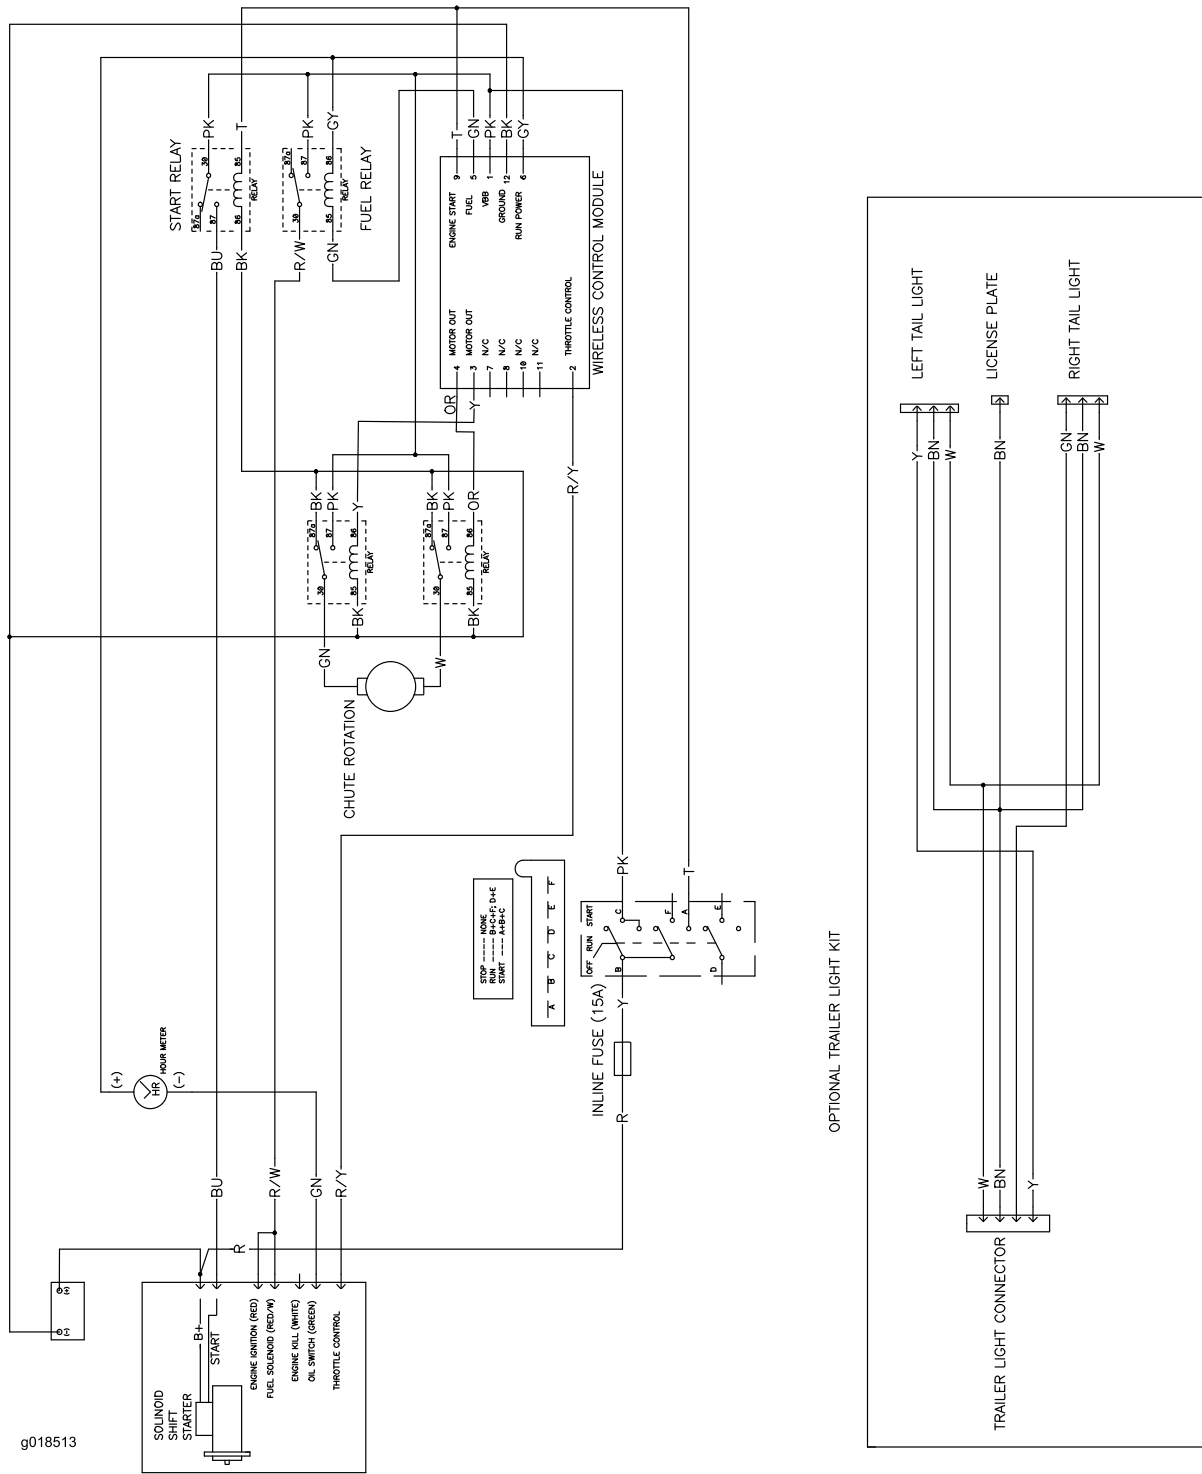 START RELAY
PK
T
30
85
87a
87
86
RELAY
BU
BK
FUEL RELAY
PK
GY
87a
87
86
30
85
RELAY
R/W
GN
T
GN
PK
BK
GY
9
5
1
12
6
ENGINE START
FUEL
VBB
GROUND
RUN POWER
WIRELESS CONTROL MODULE
MOTOR OUT
MOTOR OUT
N/C
N/C
N/C
N/C
THROTTLE CONTROL
4
3
7
8
10
11
2
OR
Y
R/Y
BK
PK
Y
87a
87
86
30
85
RELAY
BK
GN
BK
PK
OR
87a
87
86
30
85
RELAY
BK
W
CHUTE ROTATION
PK
T
STOP ---- NONE
RUN ---- B+C+F; D+E
START --- A+B+C
A B C D E F
OFF RUN START
C
F
A
E
B
D
Y
INLINE FUSE (15A)
R
(+)
HR
HOUR METER
(-)
BU
R/W
GN
R/Y
R
(+)
(-)
B+
START
SOLINOID
SHIFT
STARTER
ENGINE IGNITION (RED)
FUEL SOLENOID (RED/W)
ENGINE KILL (WHITE)
OIL SWITCH (GREEN)
THROTTLE CONTROL
g018513
OPTIONAL TRAILER LIGHT KIT
LEFT TAIL LIGHT
Y
BN
W
LICENSE PLATE
BN
RIGHT TAIL LIGHT
GN
BN
W
W
BN
Y
TRAILER LIGHT CONNECTOR